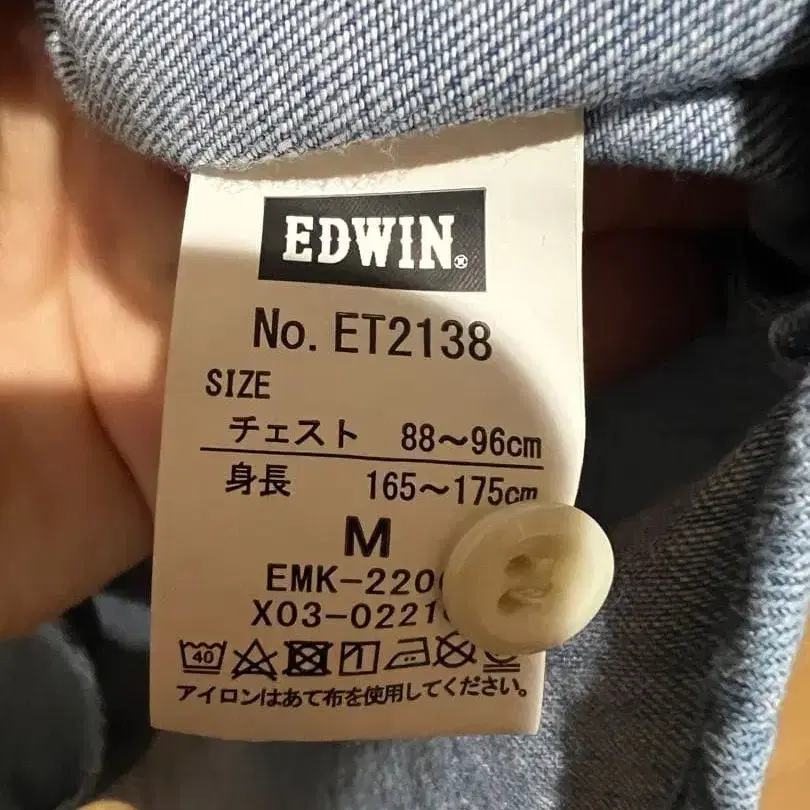 EDWIN
No. ET2138
SIZE
チェスト 88～96cm
身長 165～175cm
M
40
アイロンはあて布を使用してください。